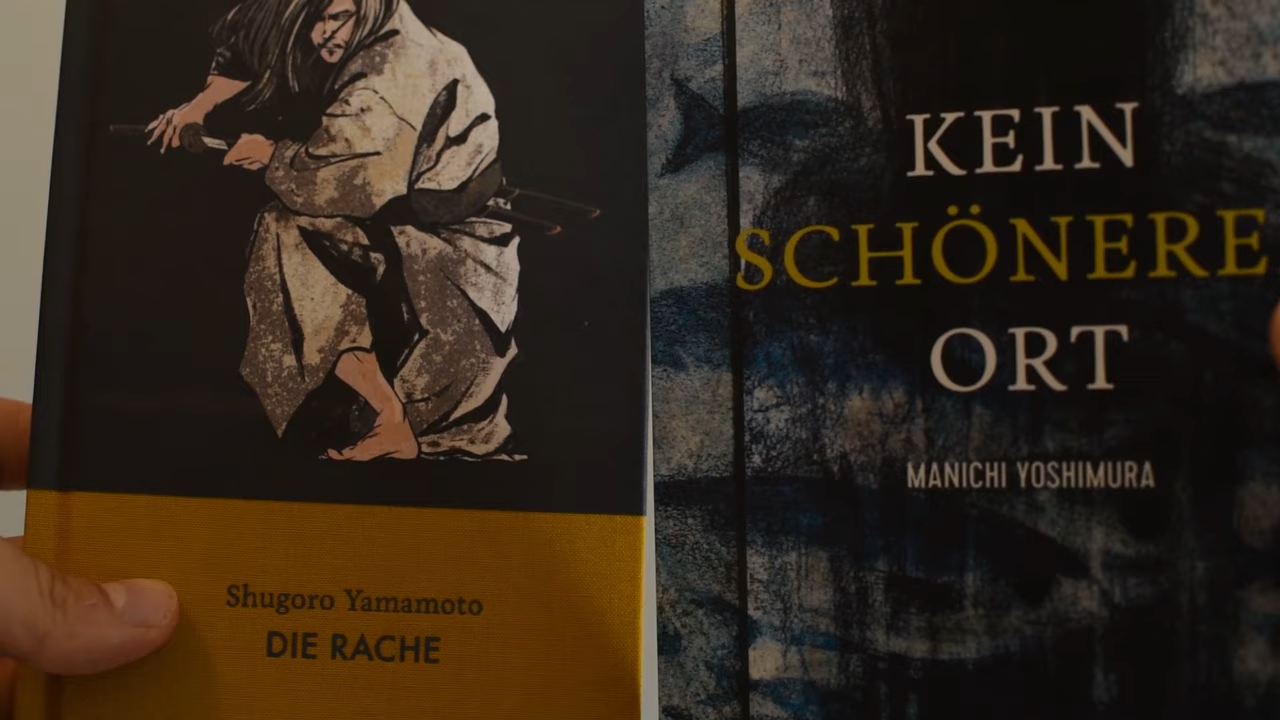 Shugoro Yamamoto
DIE RACHE
KEIN
SCHÖNERE
ORT
MANICHI YOSHIMURA